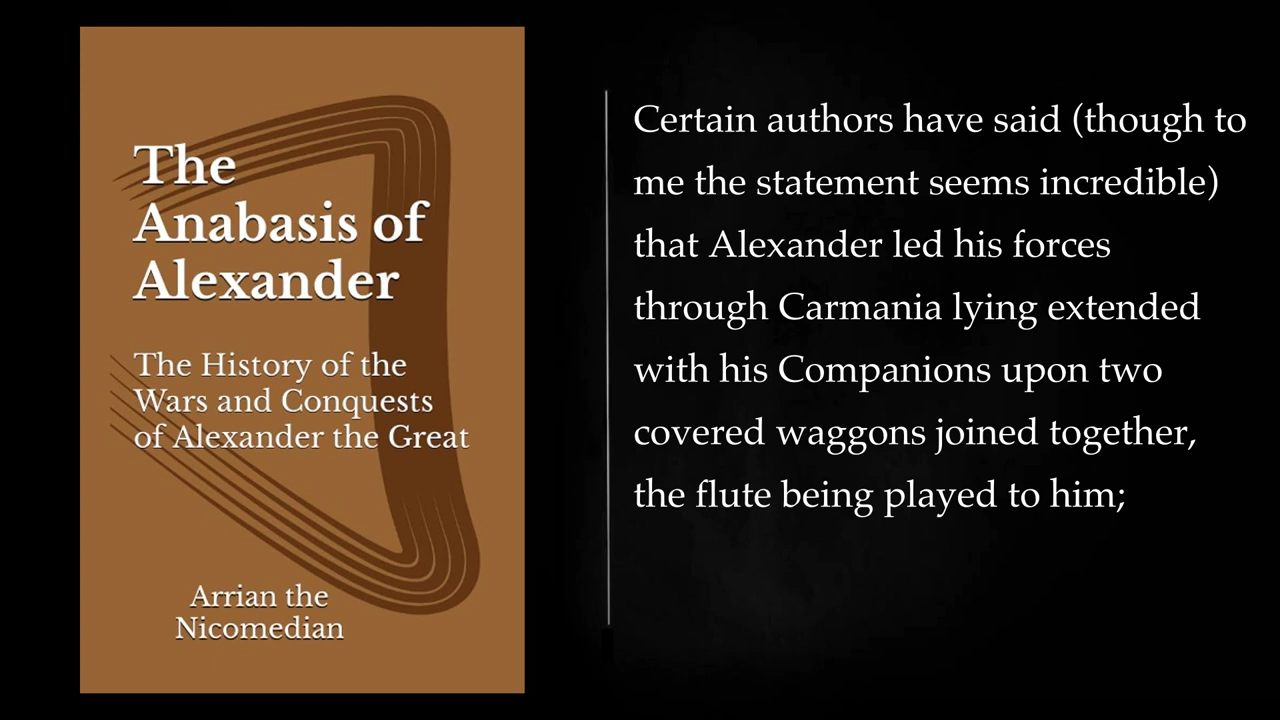 The
Anabasis of
Alexander
The History of the
Wars and Conquests
of Alexander the Great
Arrian the
Nicomedian
Certain authors have said (though to
me the statement seems incredible)
that Alexander led his forces
through Carmania lying extended
with his Companions upon two
covered waggons joined together,
the flute being played to him;